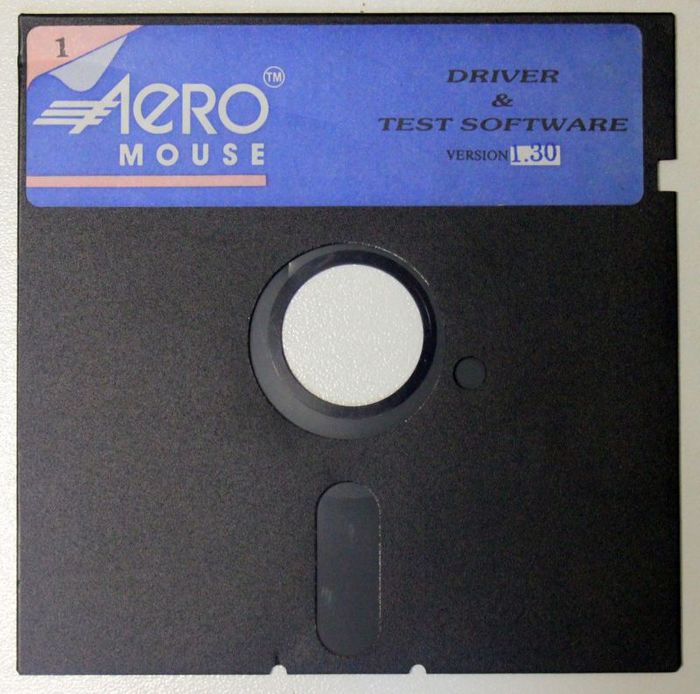 1
AeRO™
MOUSE
DRIVER
&
TEST SOFTWARE
VERSION 1.30